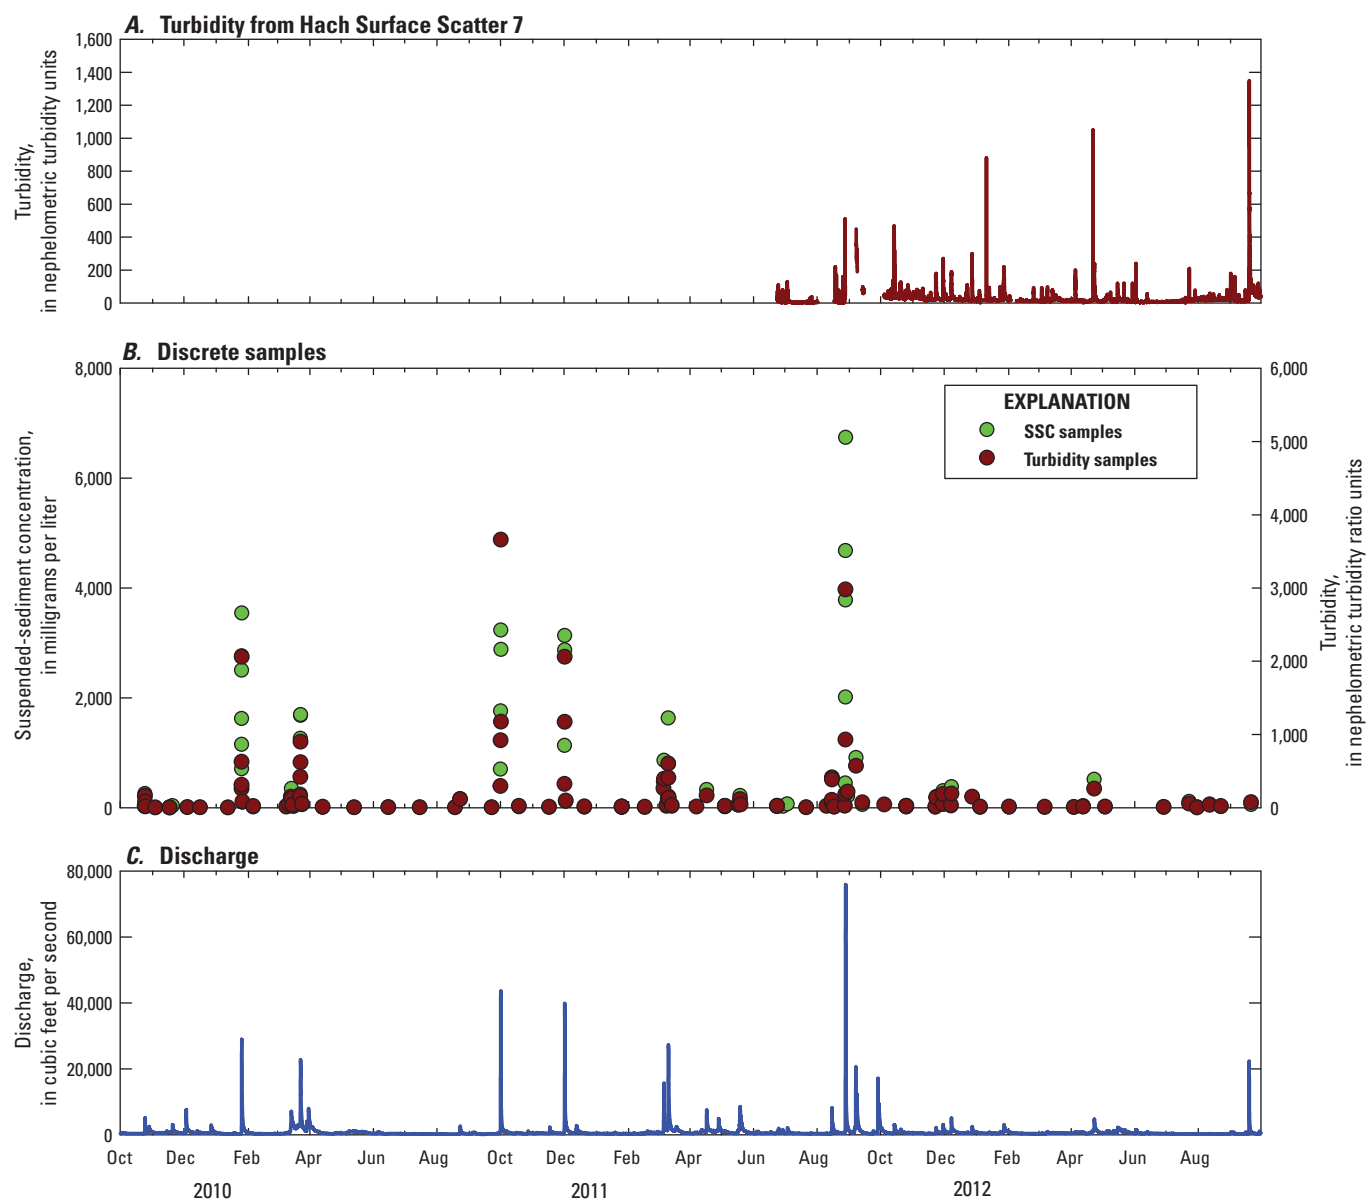 A. Turbidity from Hach Surface Scatter 7
Turbidity,
in nephelometric turbidity units
1,600
1,400
1,200
1,000
800
600
400
200
0
B. Discrete samples
Suspended-sediment concentration,
in milligrams per liter
8,000
6,000
4,000
2,000
0
EXPLANATION
SSC samples
Turbidity samples
6,000
5,000
4,000
3,000
2,000
1,000
0
Turbidity,
in nephelometric turbidity ratio units
C. Discharge
Discharge,
in cubic feet per second
80,000
60,000
40,000
20,000
0
Oct Dec Feb Apr Jun Aug Oct Dec Feb Apr Jun Aug Oct Dec Feb Apr Jun Aug
2010 2011 2012